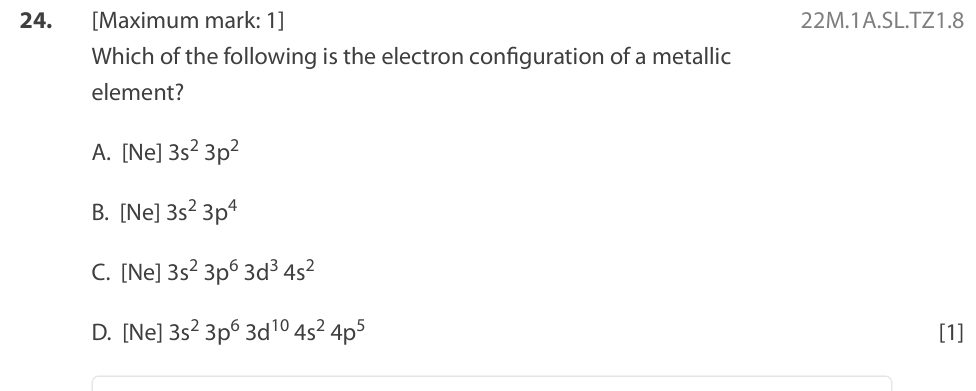 24. [Maximum mark: 1] 22M.1A.SL.TZ1.8
Which of the following is the electron configuration of a metallic
element?
A. [Ne] 3s² 3p²
B. [Ne] 3s² 3p⁴
C. [Ne] 3s² 3p⁶ 3d³ 4s²
D. [Ne] 3s² 3p⁶ 3d¹⁰ 4s² 4p⁵ [1]